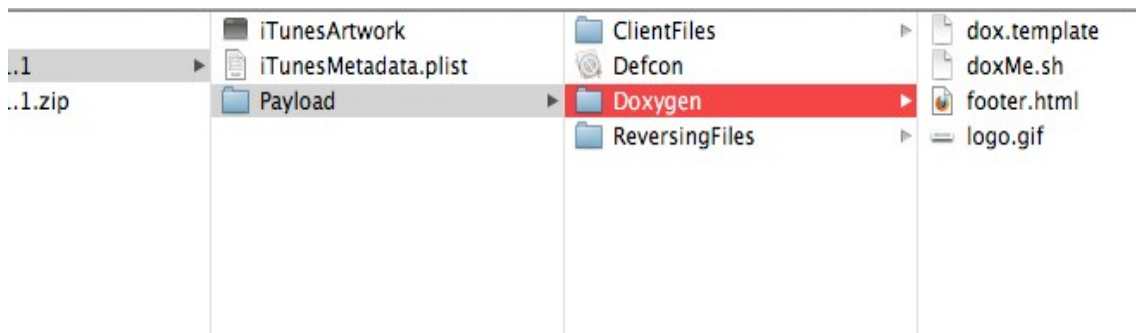 ..1
..1.zip
iTunesArtwork
iTunesMetadata.plist
Payload
ClientFiles
Defcon
Doxygen
ReversingFiles
dox.template
doxMe.sh
footer.html
logo.gif